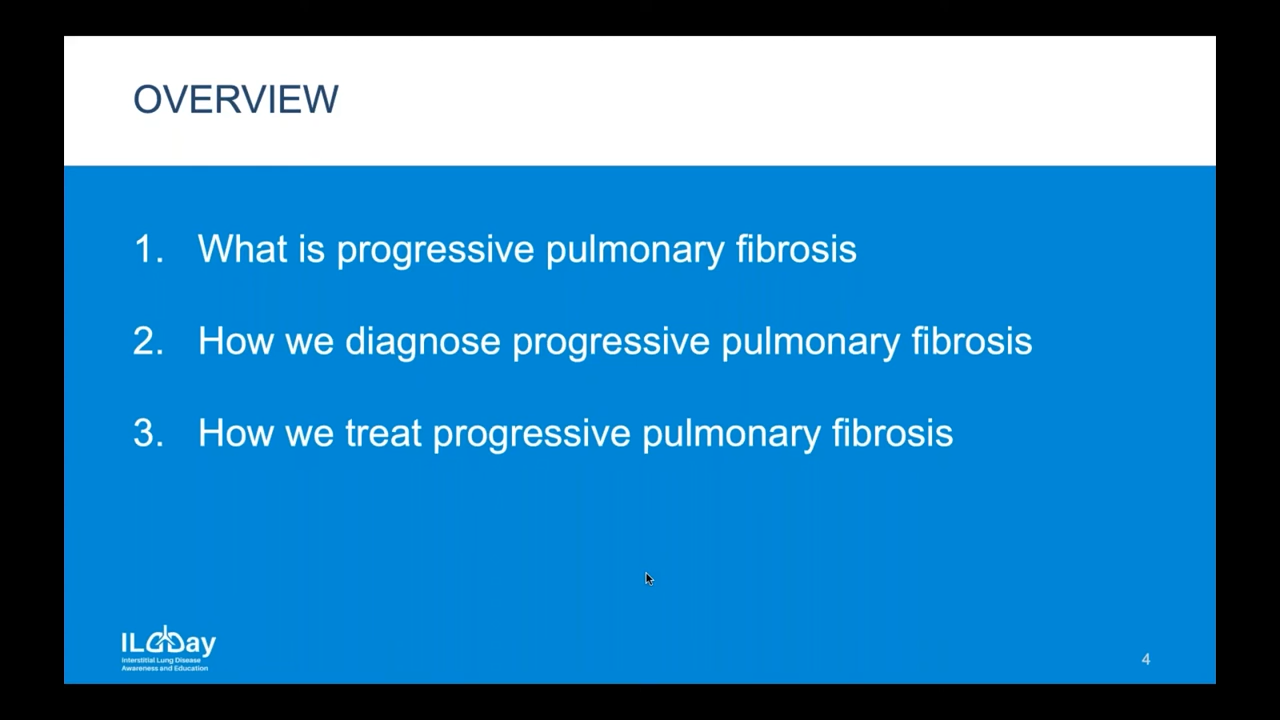 OVERVIEW
1. What is progressive pulmonary fibrosis
2. How we diagnose progressive pulmonary fibrosis
3. How we treat progressive pulmonary fibrosis
ILDDay
Interstitial Lung Disease
Awareness and Education
4